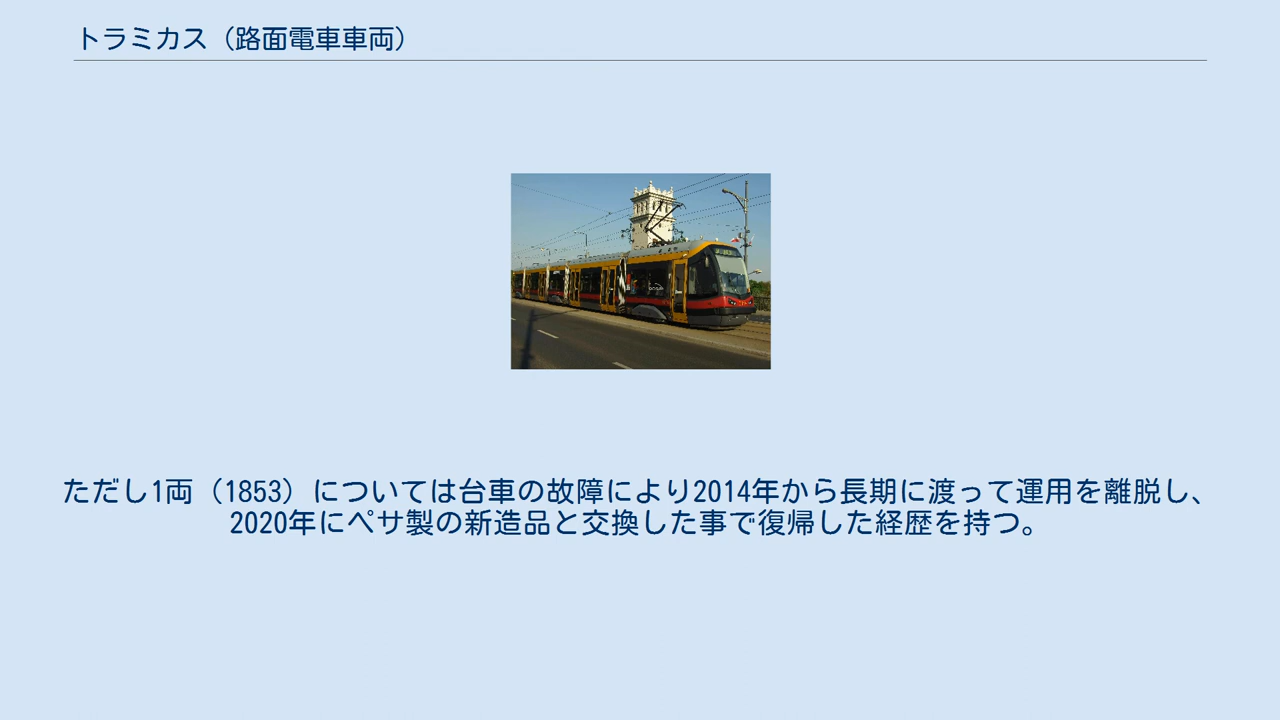 トラミカス（路面電車車両）
ただし1両（1853）については台車の故障により2014年から長期に渡って運用を離脱し、
2020年にペサ製の新造品と交換した事で復帰した経歴を持つ。